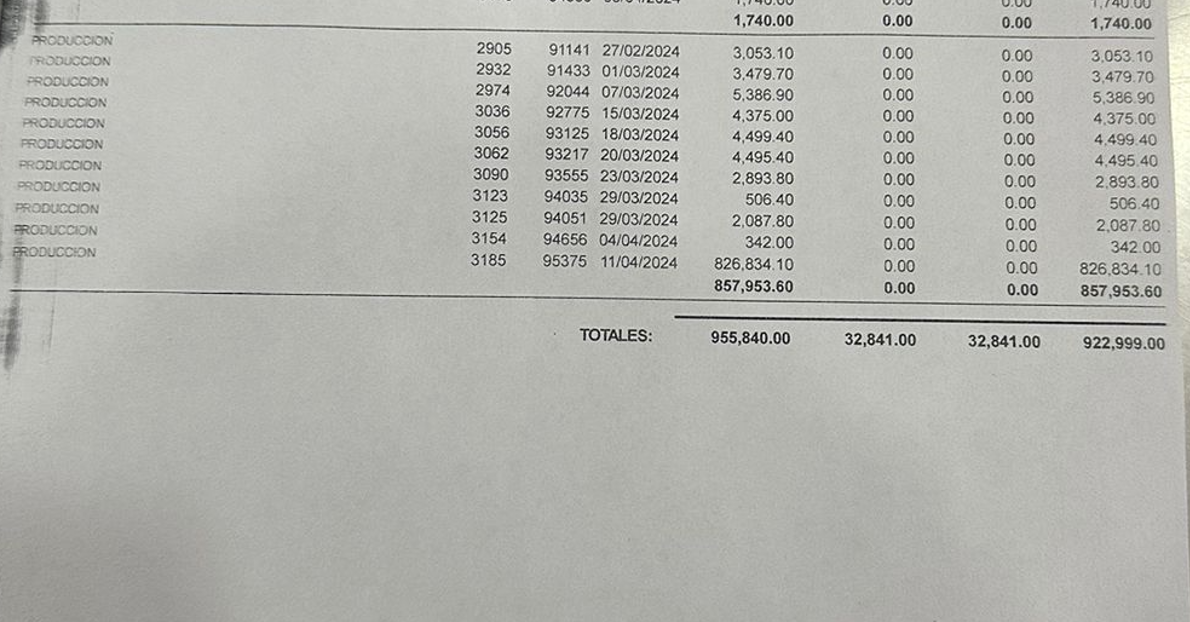 1,740.00 0.00 0.00 1,740.00
PRODUCCION 2905 91141 27/02/2024 3,053.10 0.00 0.00 3,053.10
PRODUCCION 2932 91433 01/03/2024 3,479.70 0.00 0.00 3,479.70
PRODUCCION 2974 92044 07/03/2024 5,386.90 0.00 0.00 5,386.90
PRODUCCION 3036 92775 15/03/2024 4,375.00 0.00 0.00 4,375.00
PRODUCCION 3056 93125 18/03/2024 4,499.40 0.00 0.00 4,499.40
PRODUCCION 3062 93217 20/03/2024 4,495.40 0.00 0.00 4,495.40
PRODUCCION 3090 93555 23/03/2024 2,893.80 0.00 0.00 2,893.80
PRODUCCION 3123 94035 29/03/2024 506.40 0.00 0.00 506.40
PRODUCCION 3125 94051 29/03/2024 2,087.80 0.00 0.00 2,087.80
PRODUCCION 3154 94656 04/04/2024 342.00 0.00 0.00 342.00
PRODUCCION 3185 95375 11/04/2024 826,834.10 0.00 0.00 826,834.10
857,953.60 0.00 0.00 857,953.60
TOTALES: 955,840.00 32,841.00 32,841.00 922,999.00